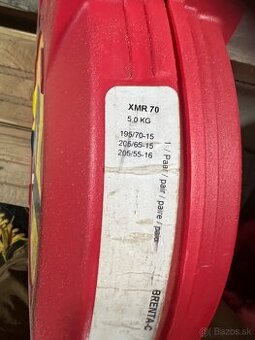 XMR 70
5.0 KG
195/70-15
205/65-15
205/55-16
1 / Paar / pair / paire / paio
BRENTA-C
bazos.sk